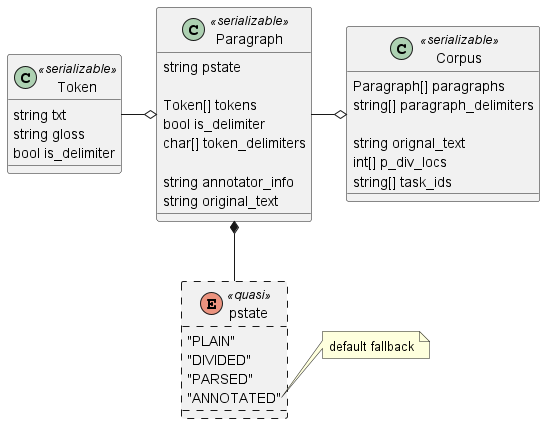 C «serializable»
Token
string txt
string gloss
bool is_delimiter
C «serializable»
Paragraph
string pstate
Token[] tokens
bool is_delimiter
char[] token_delimiters
string annotator_info
string original_text
C «serializable»
Corpus
Paragraph[] paragraphs
string[] paragraph_delimiters
string orignal_text
int[] p_div_locs
string[] task_ids
E «quasi»
pstate
"PLAIN"
"DIVIDED"
"PARSED"
"ANNOTATED"
default fallback